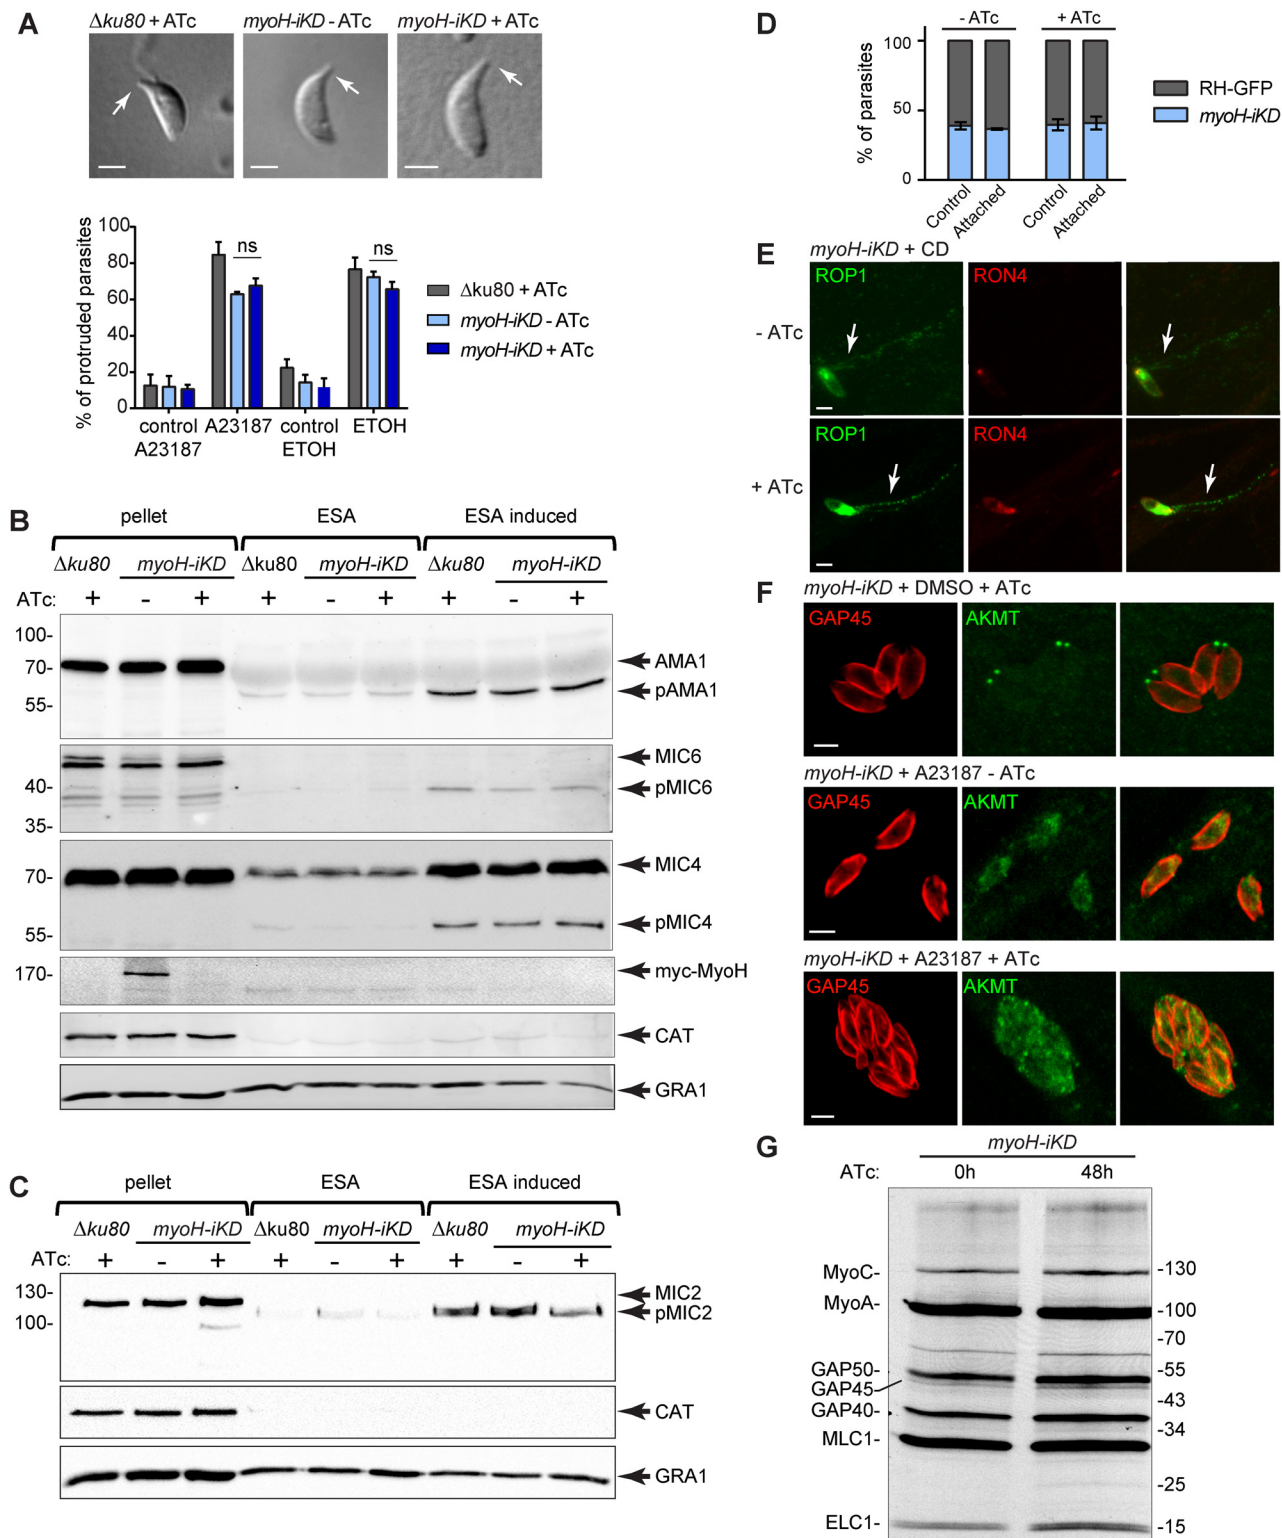 A
Δku80 + ATc
myoH-iKD - ATc
myoH-iKD + ATc
% of protruded parasites
100
80
60
40
20
0
ns
ns
control
A23187
A23187
control
ETOH
ETOH
Δku80 + ATc
myoH-iKD - ATc
myoH-iKD + ATc
B
pellet
ESA
ESA induced
Δku80
myoH-iKD
Δku80
myoH-iKD
Δku80
myoH-iKD
ATc: + - + + - + + - +
100-
70-
55-
AMA1
pAMA1
40-
35-
MIC6
pMIC6
70-
55-
MIC4
pMIC4
170-
myc-MyoH
CAT
GRA1
C
pellet
ESA
ESA induced
Δku80
myoH-iKD
Δku80
myoH-iKD
Δku80
myoH-iKD
ATc: + - + + - + + - +
130-
100-
MIC2
pMIC2
CAT
GRA1
D
- ATc
+ ATc
% of parasites
100
50
0
Control
Attached
Control
Attached
RH-GFP
myoH-iKD
E
myoH-iKD + CD
- ATc
ROP1
RON4
+ ATc
ROP1
RON4
F
myoH-iKD + DMSO + ATc
GAP45
AKMT
myoH-iKD + A23187 - ATc
GAP45
AKMT
myoH-iKD + A23187 + ATc
GAP45
AKMT
G
myoH-iKD
ATc: 0h 48h
MyoC-
MyoA-
GAP50-
GAP45-
GAP40-
MLC1-
ELC1-
-130
-100
-70
-55
-43
-34
-25
-15